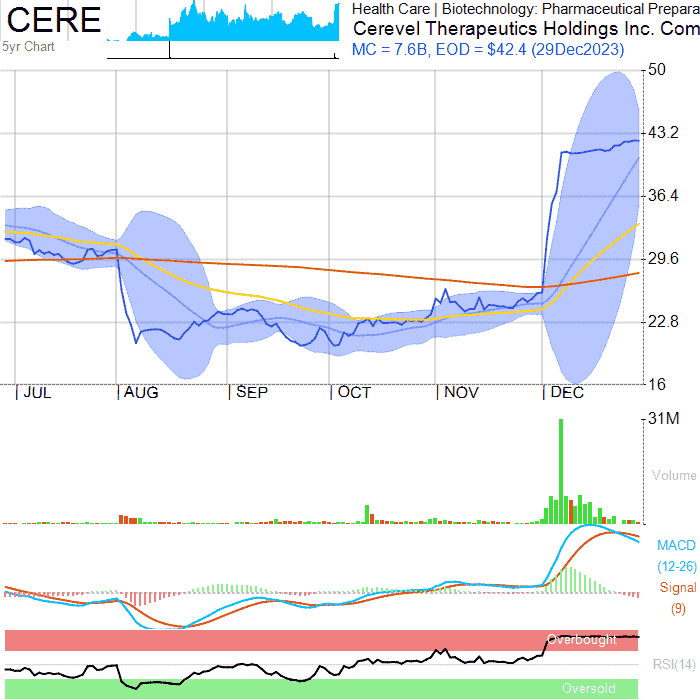 CERE
5yr Chart
Health Care | Biotechnology: Pharmaceutical Prepara
Cerevel Therapeutics Holdings Inc. Com
MC = 7.6B, EOD = $42.4 (29Dec2023)
50
43.2
36.4
29.6
22.8
16
JUL
AUG
SEP
OCT
NOV
DEC
31M
Volume
MACD
(12-26)
Signal
(9)
Overbought
RSI(14)
Oversold